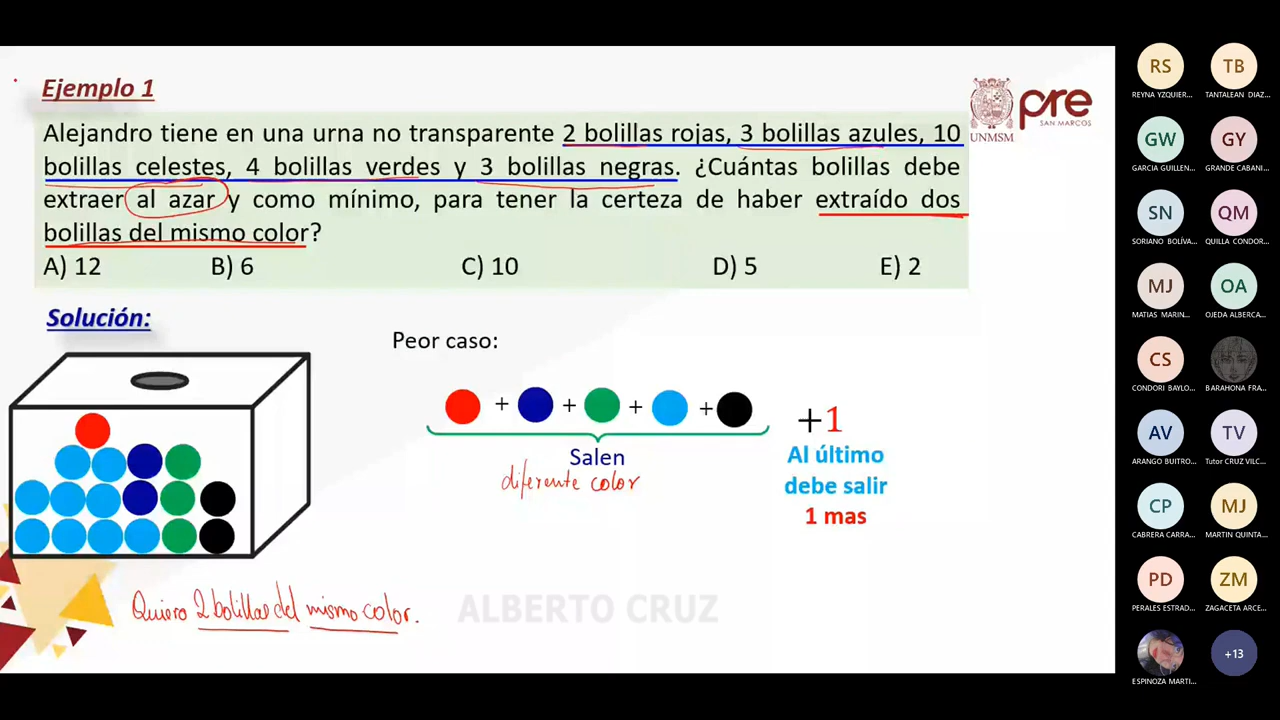 Ejemplo 1
Alejandro tiene en una urna no transparente 2 bolillas rojas, 3 bolillas azules, 10
bolillas celestes, 4 bolillas verdes y 3 bolillas negras. ¿Cuántas bolillas debe
extraer al azar y como mínimo, para tener la certeza de haber extraído dos
bolillas del mismo color?
A) 12 B) 6 C) 10 D) 5 E) 2
UNMSM
pre
SAN MARCOS
Solución:
Peor caso:
+ + + + +1
Salen
diferente color
Al último
debe salir
1 mas
Quiero 2 bolillas del mismo color.
ALBERTO CRUZ
RS TB
REYNA YZQUIER... TANTALEAN DIAZ...
GW GY
GARCIA GUILLEN... GRANDE CABANI...
SN QM
SORIANO BOLÍVA... QUILLA CONDOR...
MJ OA
MATIAS MARIN... OJEDA ALBERCA...
CS
CONDORI BAYLO... BARAHONA FRA...
AV TV
ARANGO BUITRO... Tutor CRUZ VILC...
CP MJ
CABRERA CARRA... MARTIN QUINTA...
PD ZM
PERALES ESTRAD... ZAGACETA ARCE...
+13
ESPINOZA MARTI...